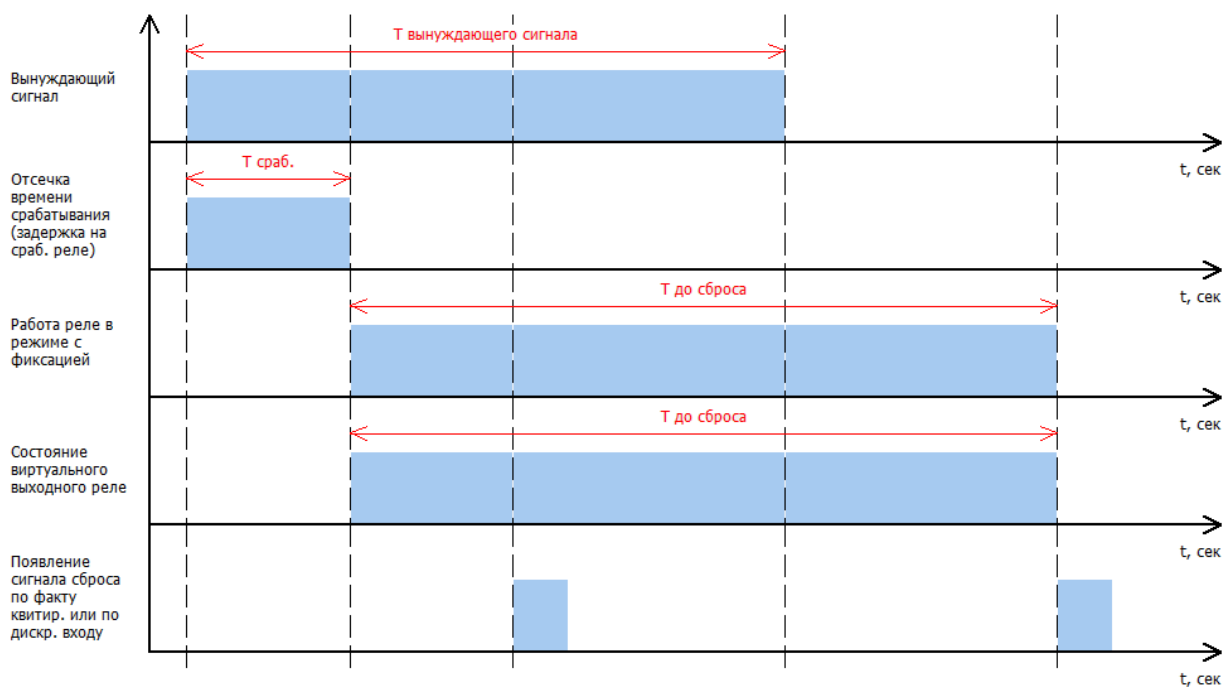 Т вынуждающего сигнала
Вынуждающий
сигнал
t, сек
Т сраб.
Отсечка
времени
срабатывания
(задержка на
сраб. реле)
t, сек
Т до сброса
Работа реле в
режиме с
фиксацией
t, сек
Т до сброса
Состояние
виртуального
выходного реле
t, сек
Появление
сигнала сброса
по факту
квитир. или по
дискр. входу
t, сек